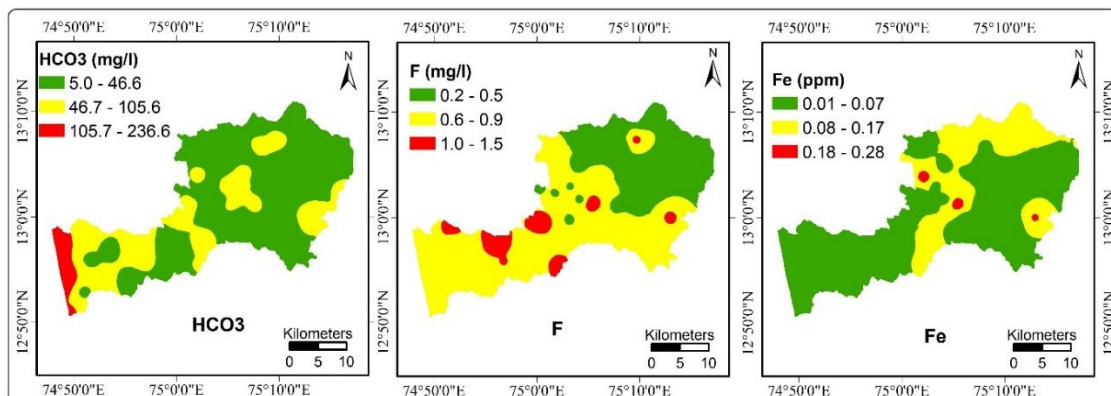 74°50'0"E 75°0'0"E 75°10'0"E
HCO3 (mg/l)
5.0 - 46.6
46.7 - 105.6
105.7 - 236.6
N
13°10'0"N
13°0'0"N
12°50'0"N
HCO3
Kilometers
0 5 10
74°50'0"E 75°0'0"E 75°10'0"E
74°50'0"E 75°0'0"E 75°10'0"E
F (mg/l)
0.2 - 0.5
0.6 - 0.9
1.0 - 1.5
N
13°10'0"N
13°0'0"N
12°50'0"N
F
Kilometers
0 5 10
74°50'0"E 75°0'0"E 75°10'0"E
74°50'0"E 75°0'0"E 75°10'0"E
Fe (ppm)
0.01 - 0.07
0.08 - 0.17
0.18 - 0.28
N
13°10'0"N
13°0'0"N
12°50'0"N
Fe
Kilometers
0 5 10
74°50'0"E 75°0'0"E 75°10'0"E